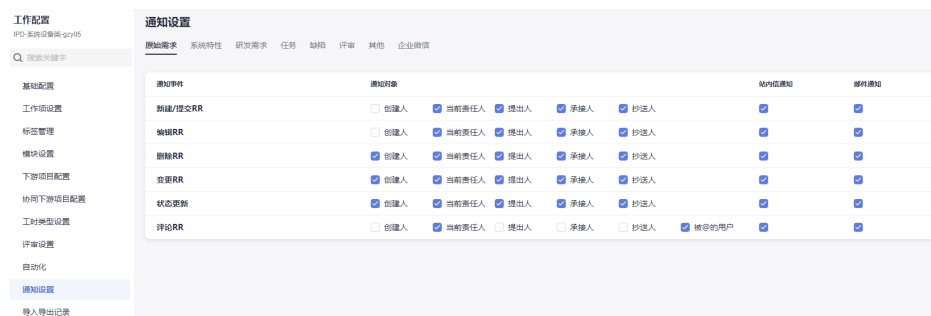 工作配置
IPD-系统设备类-gzy05
搜索关键字
基础配置
工作项设置
标签管理
模块设置
下游项目配置
协同下游项目配置
工时类型设置
评审设置
自动化
通知设置
导入导出记录
通知设置
原始需求 系统特性 研发需求 任务 缺陷 评审 其他 企业微信
通知事件 通知对象 站内信通知 邮件通知
新建/提交RR 创建人 当前责任人 提出人 承接人 抄送人
编辑RR 创建人 当前责任人 提出人 承接人 抄送人
删除RR 创建人 当前责任人 提出人 承接人 抄送人
变更RR 创建人 当前责任人 提出人 承接人 抄送人
状态更新 创建人 当前责任人 提出人 承接人 抄送人
评论RR 创建人 当前责任人 提出人 承接人 抄送人 被@的用户